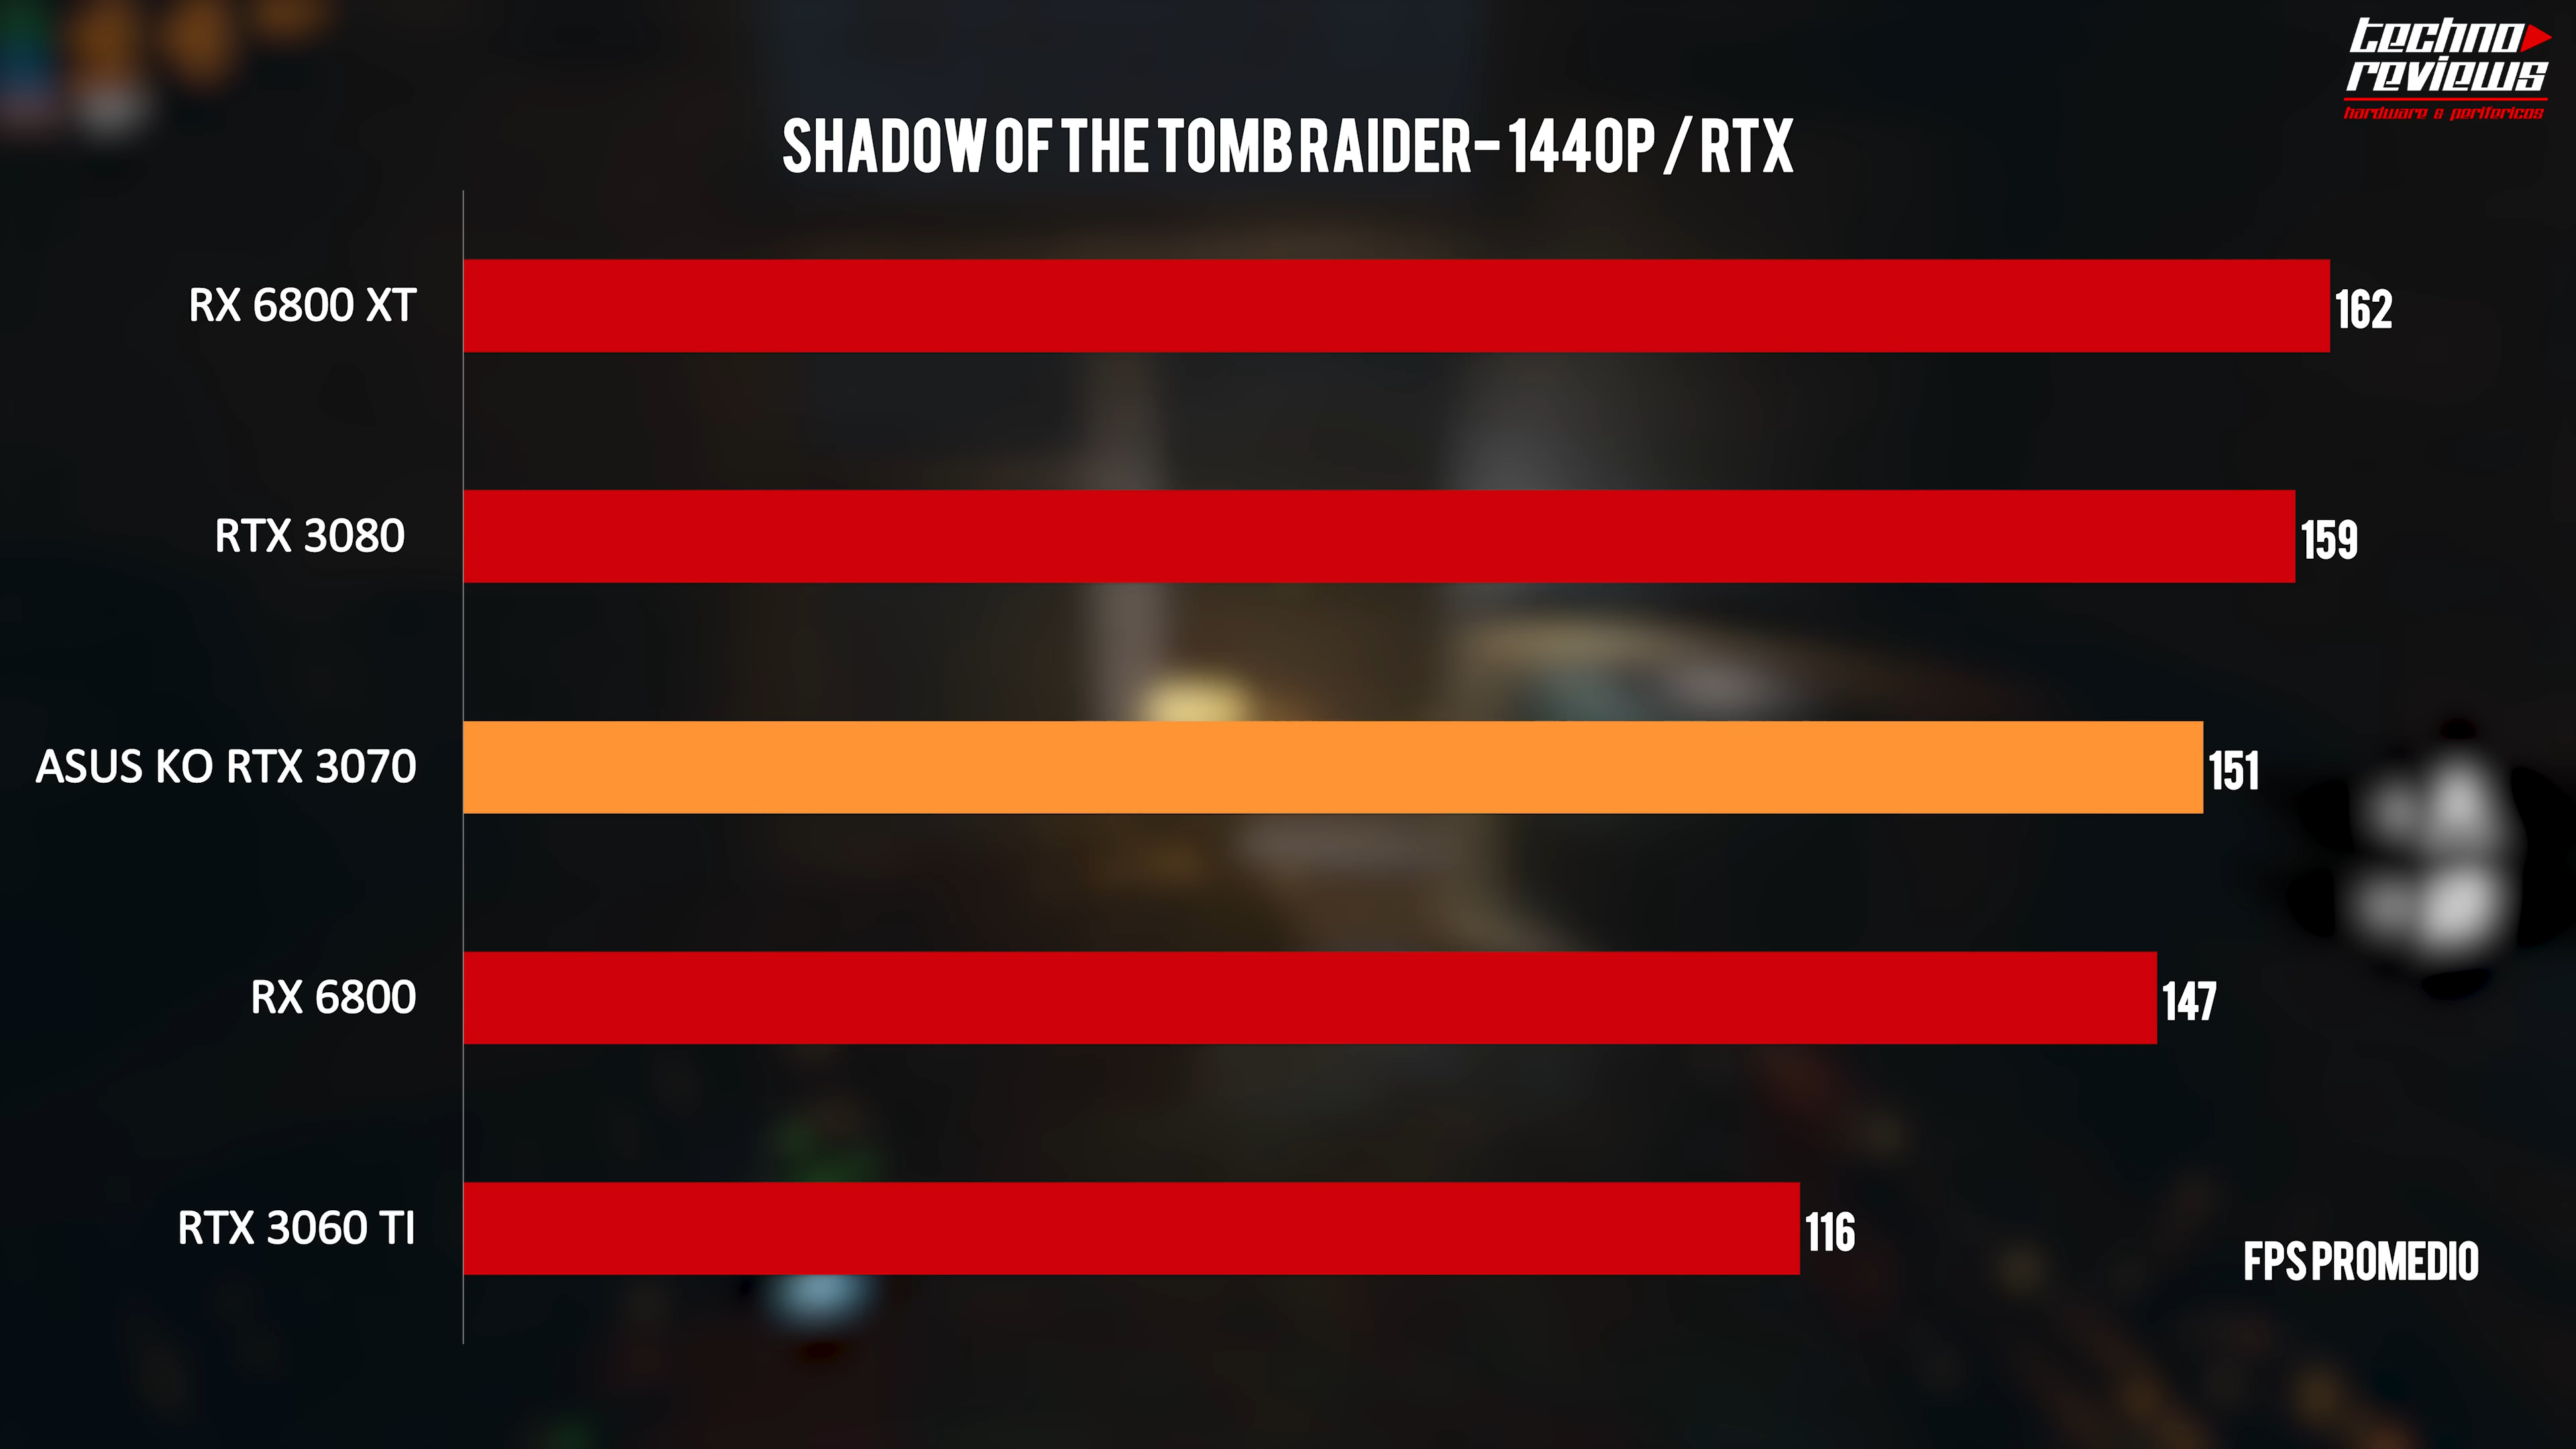 techno
reviews
hardware & perifericos
SHADOW OF THE TOMB RAIDER- 1440P / RTX
RX 6800 XT
162
RTX 3080
159
ASUS KO RTX 3070
151
RX 6800
147
RTX 3060 TI
116
FPS PROMEDIO